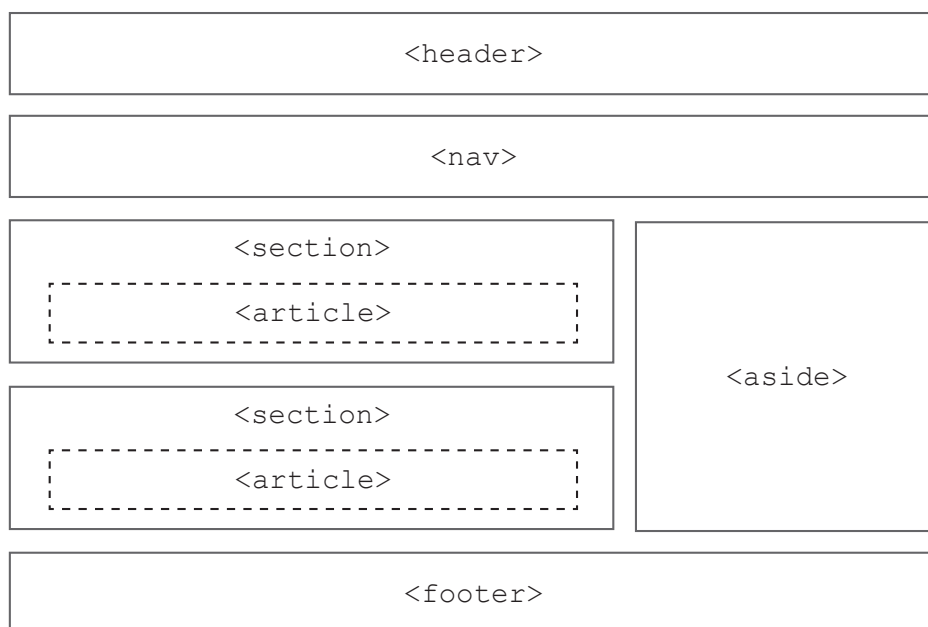 <header>
<nav>
<section>
<article>
<section>
<article>
<aside>
<footer>